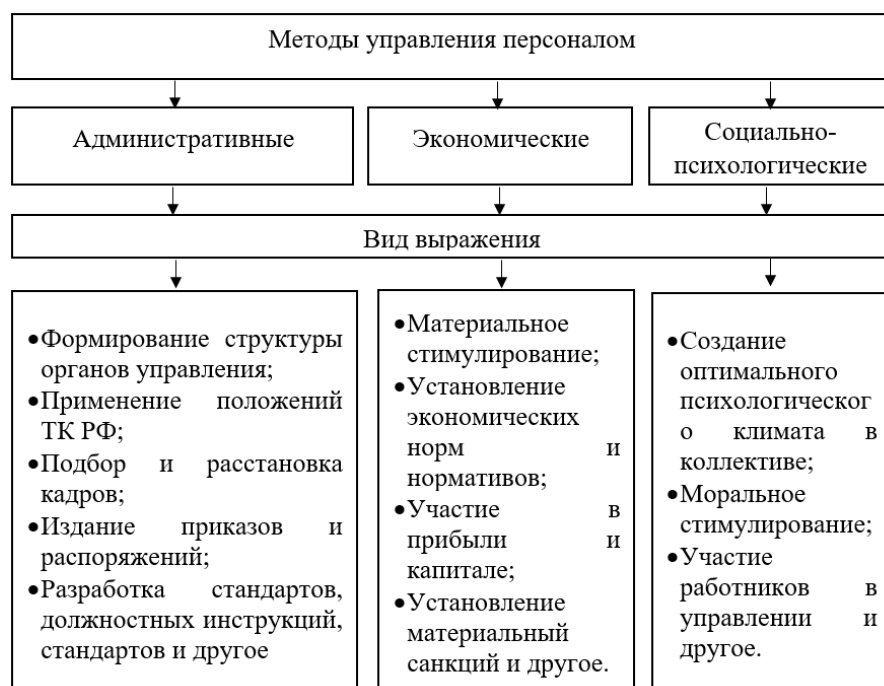 Методы управления персоналом
Административные
Экономические
Социально-
психологические
Вид выражения
•Формирование структуры
органов управления;
•Применение положений
ТК РФ;
•Подбор и расстановка
кадров;
•Издание приказов и
распоряжений;
•Разработка стандартов,
должностных инструкций,
стандартов и другое
•Материальное
стимулирование;
•Установление
экономических
норм и
нормативов;
•Участие в
прибыли и
капитале;
•Установление
материальный
санкций и другое.
•Создание
оптимального
психологическог
о климата в
коллективе;
•Моральное
стимулирование;
•Участие
работников в
управлении и
другое.